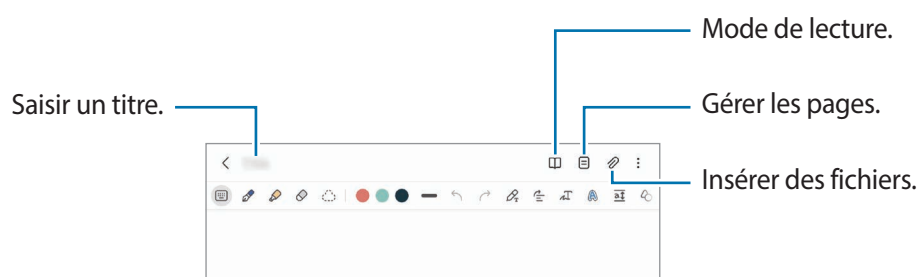 Mode de lecture.
Saisir un titre.
Gérer les pages.
Insérer des fichiers.